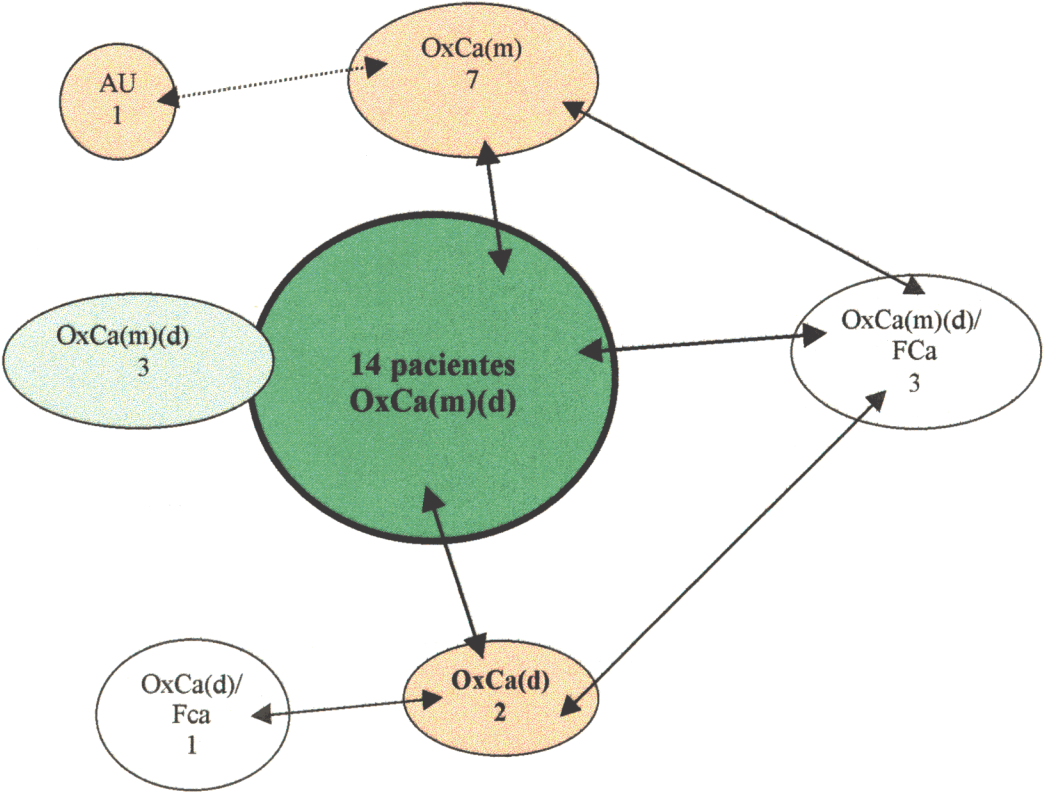 AU
1
OxCa(m)
7
OxCa(m)(d)
3
14 pacientes
OxCa(m)(d)
OxCa(m)(d)/
FCa
3
OxCa(d)/
Fca
1
OxCa(d)
2